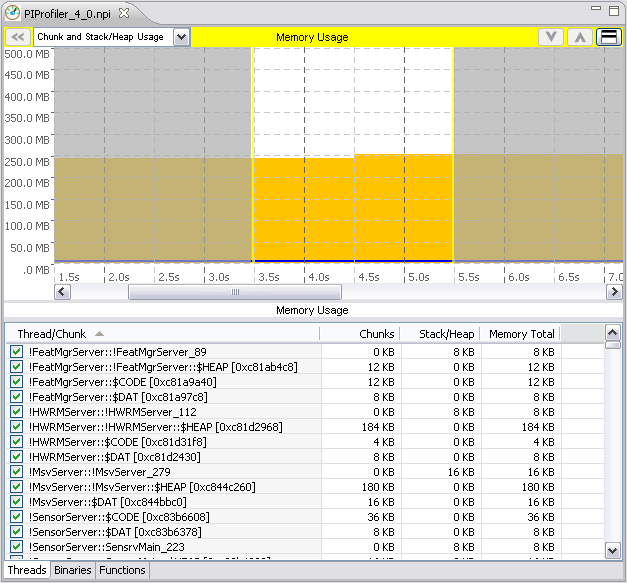 PIProfiler_4_0.npi
Chunk and Stack/Heap Usage Memory Usage
500.0 MB
450.0 MB
400.0 MB
350.0 MB
300.0 MB
250.0 MB
200.0 MB
150.0 MB
100.0 MB
50.0 MB
.0 MB
1.5s 2.0s 2.5s 3.0s 3.5s 4.0s 4.5s 5.0s 5.5s 6.0s 6.5s 7.0
Memory Usage
Thread/Chunk Chunks Stack/Heap Memory Total
!FeatMgrServer::!FeatMgrServer_89 0 KB 8 KB 8 KB
!FeatMgrServer::!FeatMgrServer::$HEAP [0xc81ab4c8] 12 KB 0 KB 12 KB
!FeatMgrServer::$CODE [0xc81a9a40] 12 KB 0 KB 12 KB
!FeatMgrServer::$DAT [0xc81a97c8] 8 KB 0 KB 8 KB
!HWRMServer::!HWRMServer_112 0 KB 8 KB 8 KB
!HWRMServer::!HWRMServer::$HEAP [0xc81d2968] 184 KB 0 KB 184 KB
!HWRMServer::$CODE [0xc81d31f8] 4 KB 0 KB 4 KB
!HWRMServer::$DAT [0xc81d2430] 8 KB 0 KB 8 KB
!MsvServer::!MsvServer_279 0 KB 16 KB 16 KB
!MsvServer::!MsvServer::$HEAP [0xc844c260] 180 KB 0 KB 180 KB
!MsvServer::$DAT [0xc844bbc0] 16 KB 0 KB 16 KB
!SensorServer::$CODE [0xc83b6608] 36 KB 0 KB 36 KB
!SensorServer::$DAT [0xc83b6378] 8 KB 0 KB 8 KB
!SensorServer::SensrvMain_223 0 KB 8 KB 8 KB
Threads Binaries Functions